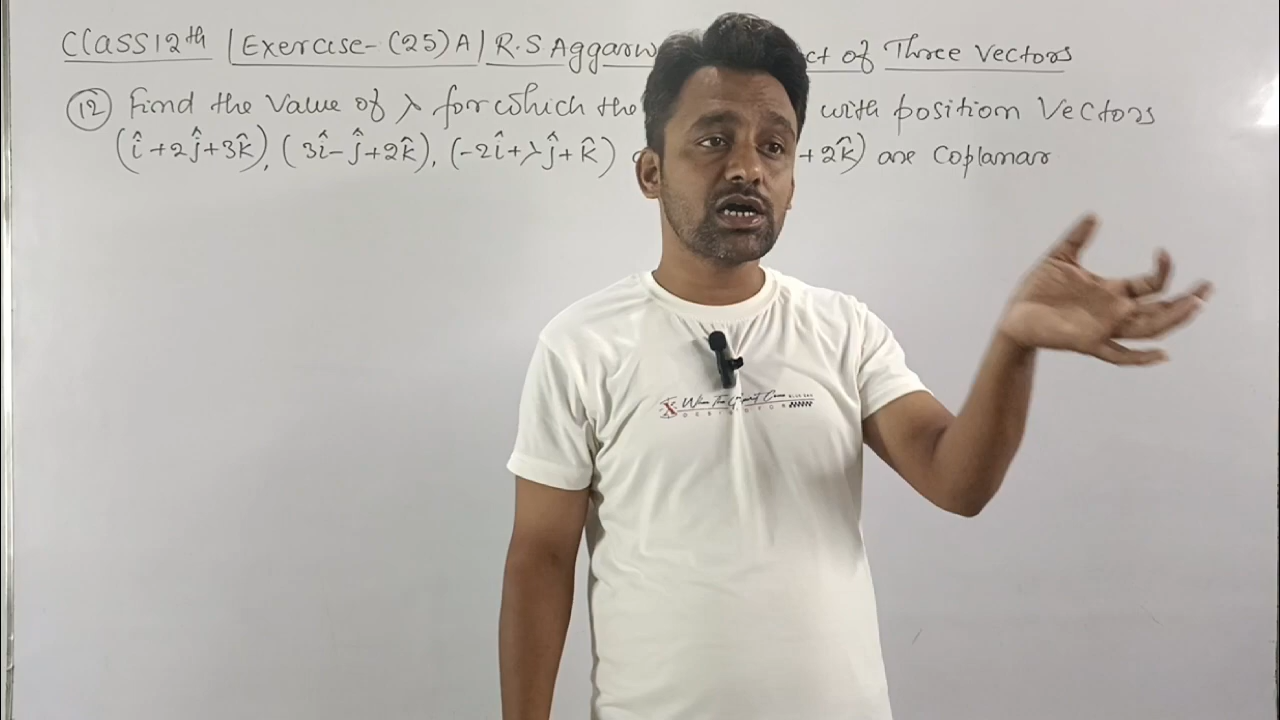 Class 12th | Exercise-(25)A | R.S Aggarw ct of Three Vectors
(12) Find the value of λ for which the with position Vectors
(î+2ĵ+3k̂), (3î-ĵ+2k̂), (-2î+λĵ+k̂) +2k̂) are Coplanar